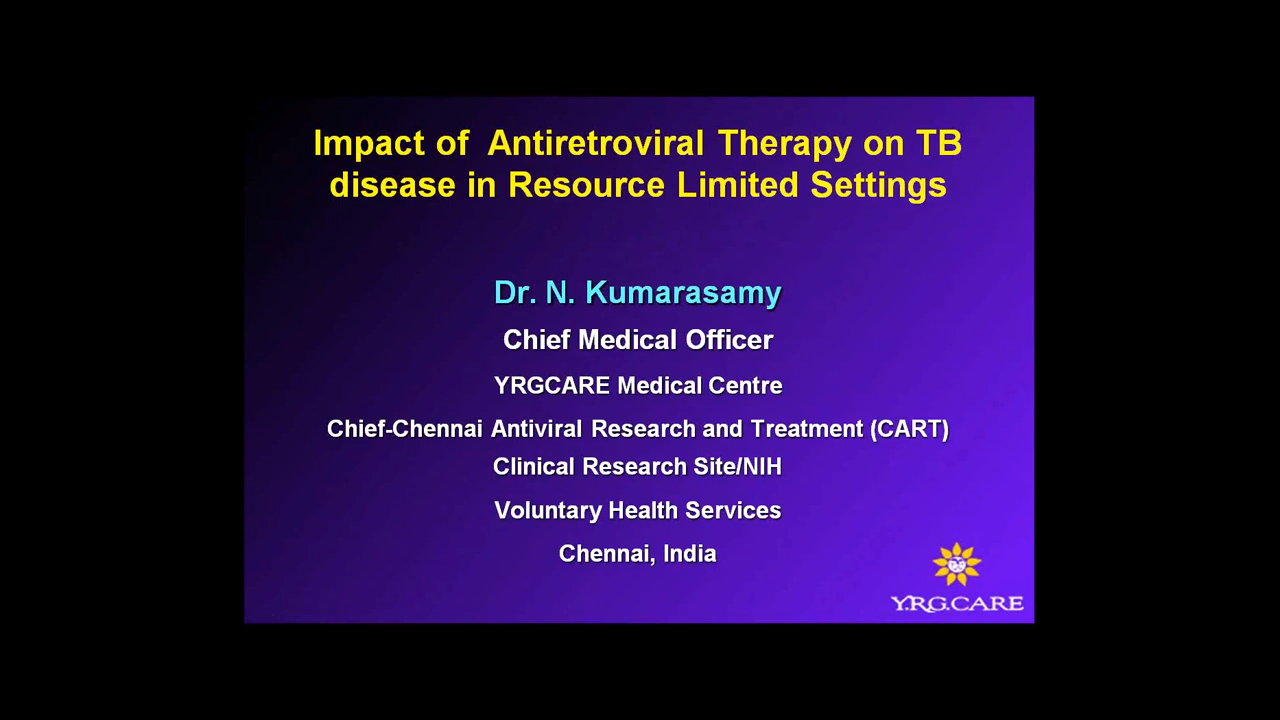 Impact of  Antiretroviral Therapy on TB
disease in Resource Limited Settings
Dr. N. Kumarasamy
Chief Medical Officer
YRGCARE Medical Centre
Chief-Chennai Antiviral Research and Treatment (CART)
Clinical Research Site/NIH
Voluntary Health Services
Chennai, India
Y.R.G.CARE